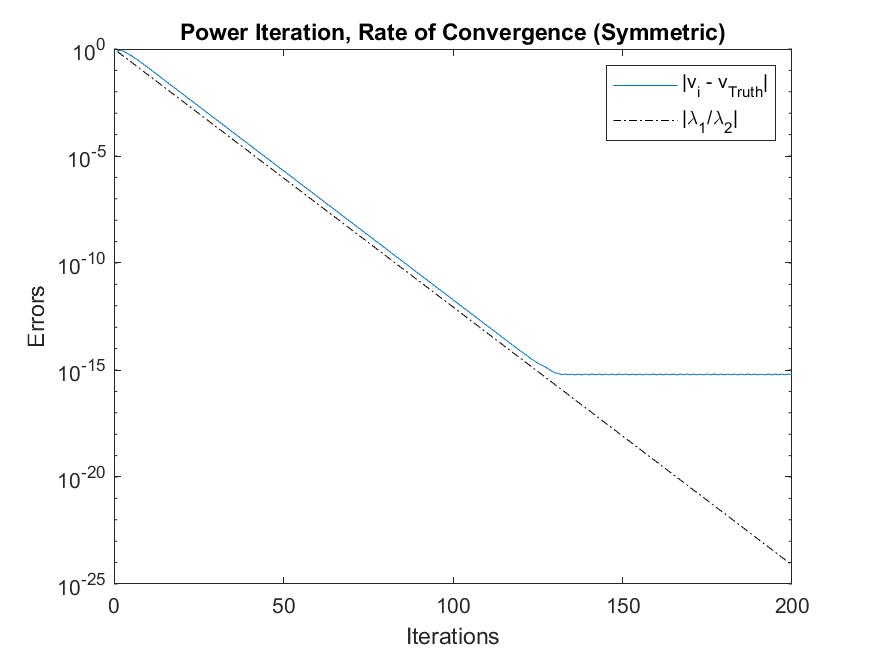 Power Iteration, Rate of Convergence (Symmetric)
10^0
10^-5
10^-10
10^-15
10^-20
10^-25
Errors
|v_i - v_Truth|
|λ_1/λ_2|
0 50 100 150 200
Iterations